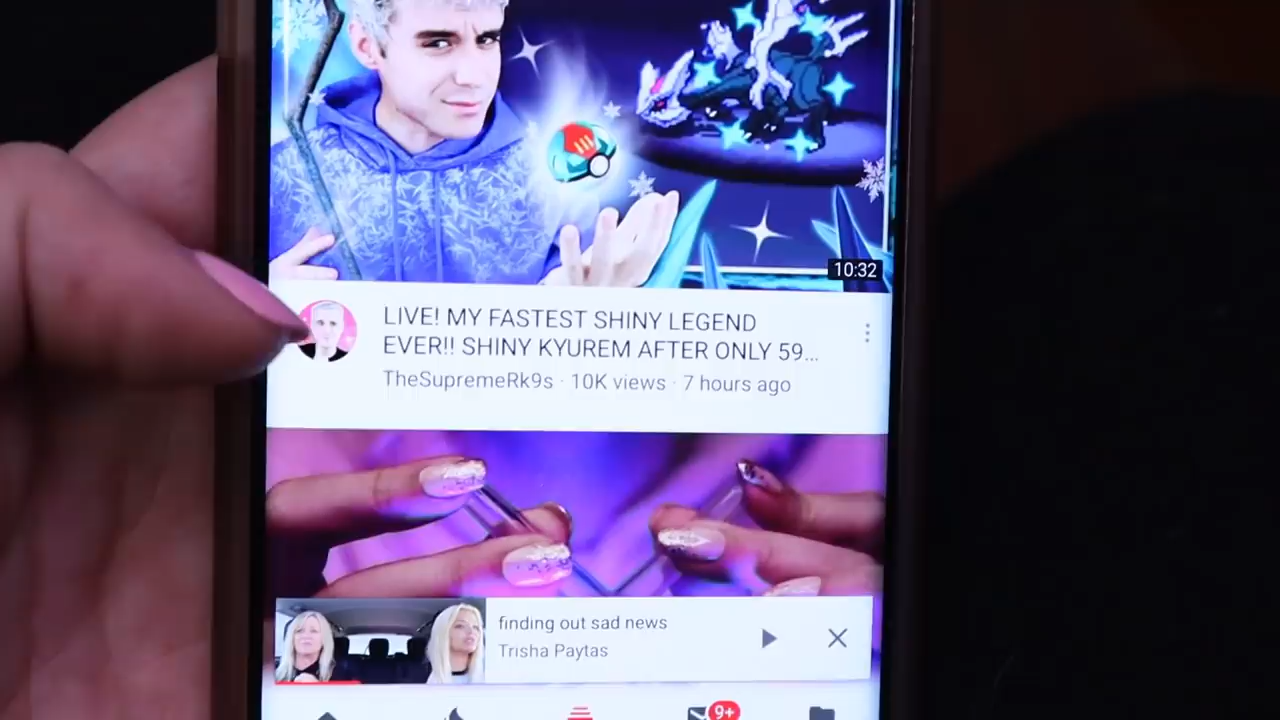 10:32
LIVE! MY FASTEST SHINY LEGEND
EVER!! SHINY KYUREM AFTER ONLY 59...
TheSupremeRk9s · 10K views · 7 hours ago
finding out sad news
Trisha Paytas
9+